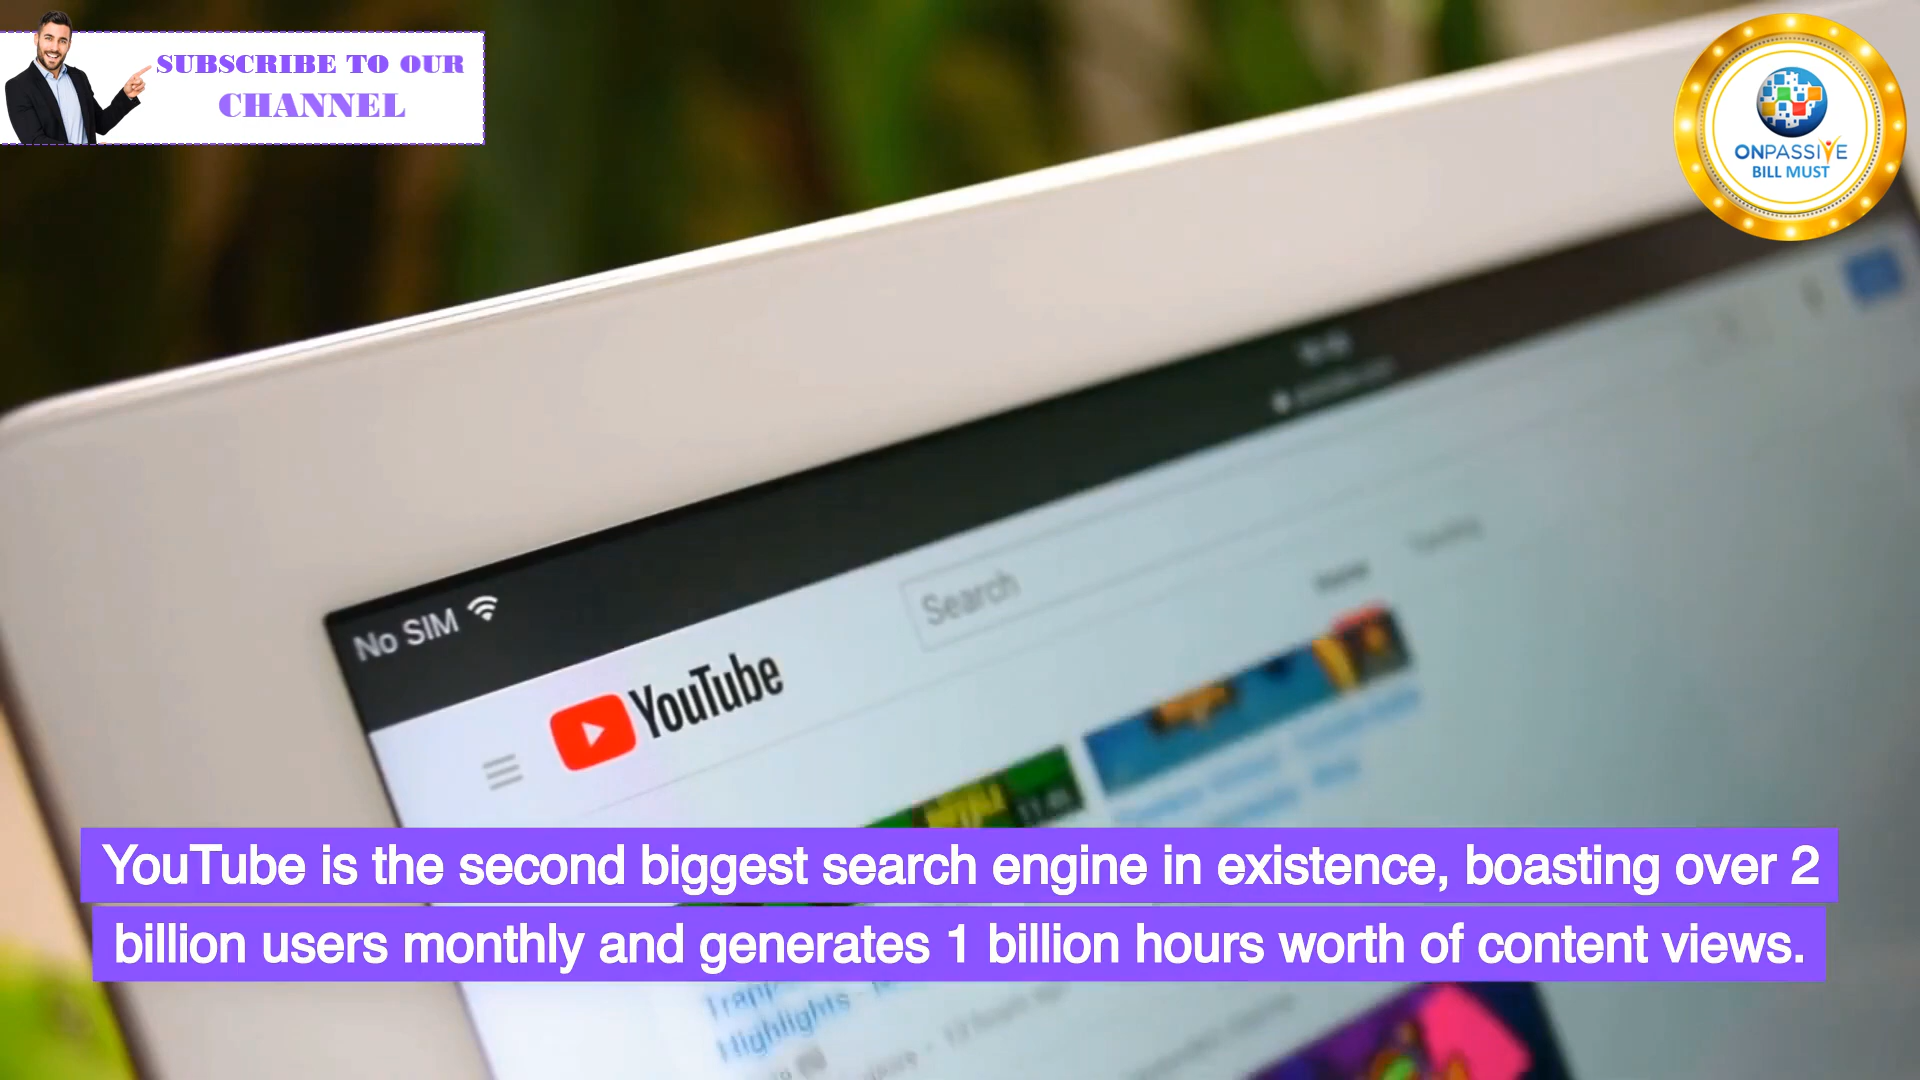 SUBSCRIBE TO OUR
CHANNEL
ONPASSIVE
BILL MUST
No SIM
Search
Home
YouTube
YouTube is the second biggest search engine in existence, boasting over 2
billion users monthly and generates 1 billion hours worth of content views.
Highlights